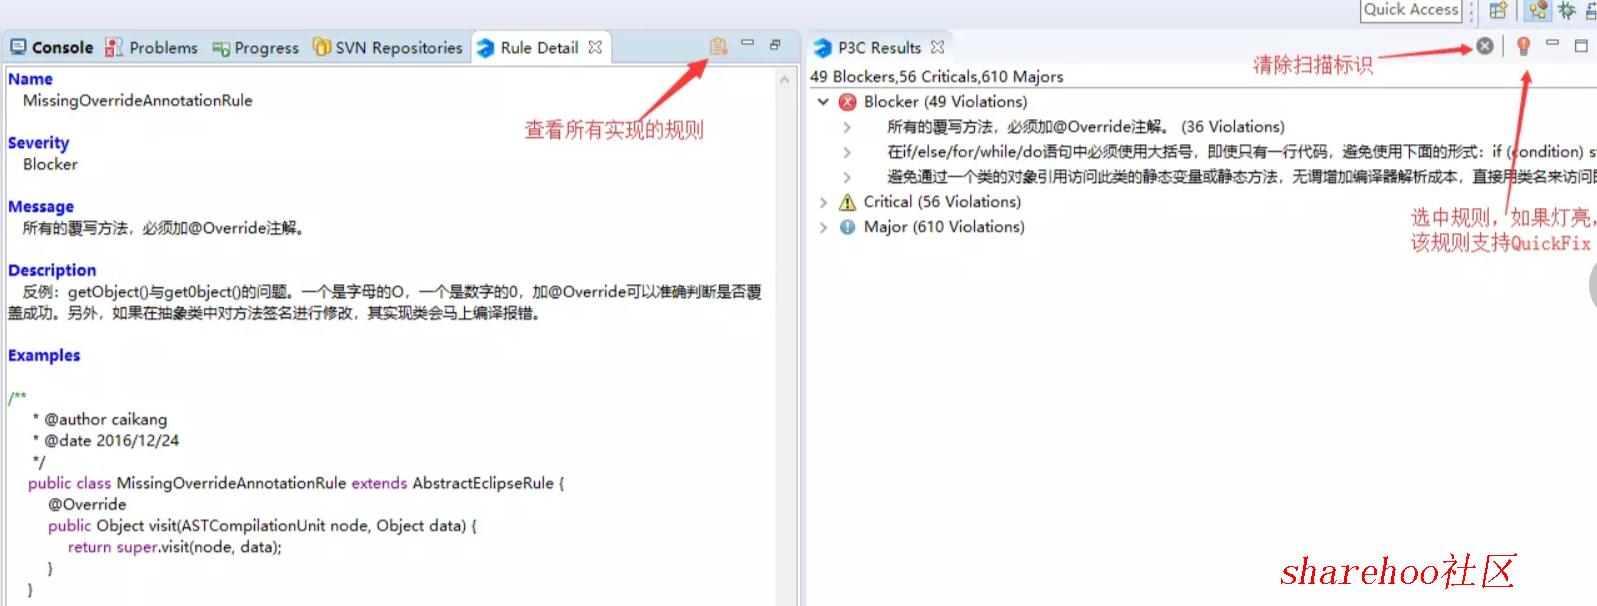 Quick Access
Console Problems Progress SVN Repositories Rule Detail
P3C Results
清除扫描标识
49 Blockers,56 Criticals,610 Majors
Name
MissingOverrideAnnotationRule
查看所有实现的规则
Blocker (49 Violations)
所有的覆写方法，必须加@Override注解。 (36 Violations)
在if/else/for/while/do语句中必须使用大括号，即使只有一行代码，避免使用下面的形式：if (condition) st
避免通过一个类的对象引用访问此类的静态变量或静态方法，无谓增加编译器解析成本，直接用类名来访问即
Critical (56 Violations)
Major (610 Violations)
选中规则，如果灯亮，
该规则支持QuickFix
Severity
Blocker
Message
所有的覆写方法，必须加@Override注解。
Description
反例：getObject()与get0bject()的问题。一个是字母的O，一个是数字的0，加@Override可以准确判断是否覆
盖成功。另外，如果在抽象类中对方法签名进行修改，其实现类会马上编译报错。
Examples
/**
* @author caikang
* @date 2016/12/24
*/
public class MissingOverrideAnnotationRule extends AbstractEclipseRule {
@Override
public Object visit(ASTCompilationUnit node, Object data) {
return super.visit(node, data);
}
}
sharehoo社区